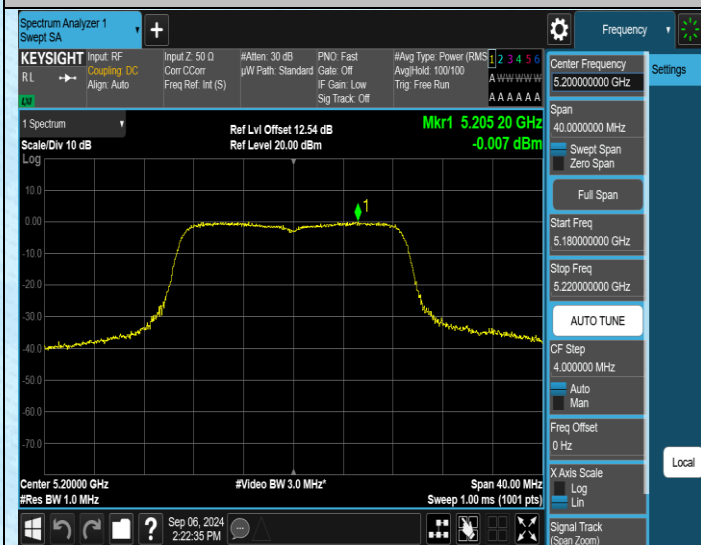 Spectrum Analyzer 1
Swept SA
+
Frequency
KEYSIGHT
RL
LXI
Input: RF
Coupling: DC
Align: Auto
Input Z: 50 Ω
Corr CCorr
Freq Ref: Int (S)
#Atten: 30 dB
µW Path: Standard
PNO: Fast
Gate: Off
IF Gain: Low
Sig Track: Off
#Avg Type: Power (RMS
Avg|Hold: 100/100
Trig: Free Run
1 2 3 4 5 6
A W W W W W
A A A A A A
1 Spectrum
Scale/Div 10 dB
Log
Ref Lvl Offset 12.54 dB
Ref Level 20.00 dBm
Mkr1 5.205 20 GHz
-0.007 dBm
1
10.0
0.00
-10.0
-20.0
-30.0
-40.0
-50.0
-60.0
-70.0
Center 5.20000 GHz
#Res BW 1.0 MHz
#Video BW 3.0 MHz*
Span 40.00 MHz
Sweep 1.00 ms (1001 pts)
?
Sep 06, 2024
2:22:35 PM
Center Frequency
5.200000000 GHz
Span
40.0000000 MHz
Swept Span
Zero Span
Full Span
Start Freq
5.180000000 GHz
Stop Freq
5.220000000 GHz
AUTO TUNE
CF Step
4.000000 MHz
Auto
Man
Freq Offset
0 Hz
X Axis Scale
Log
Lin
Signal Track
(Span Zoom)
Settings
Local